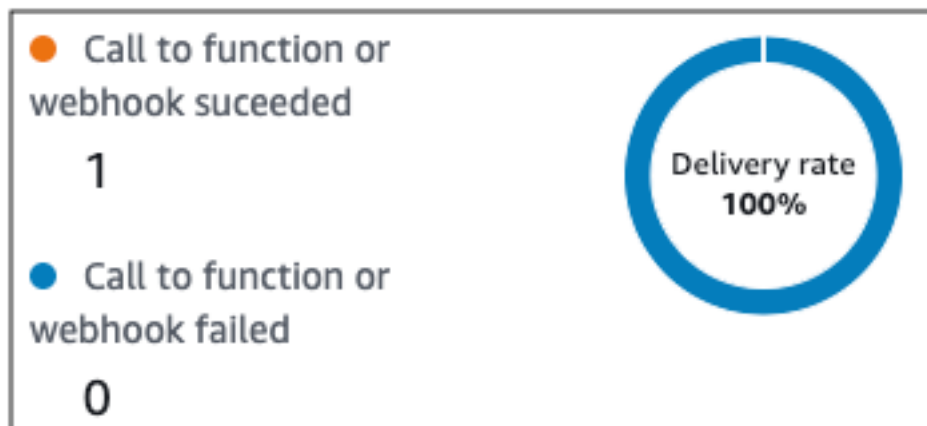 Call to function or
webhook suceeded
1
Call to function or
webhook failed
0
Delivery rate
100%